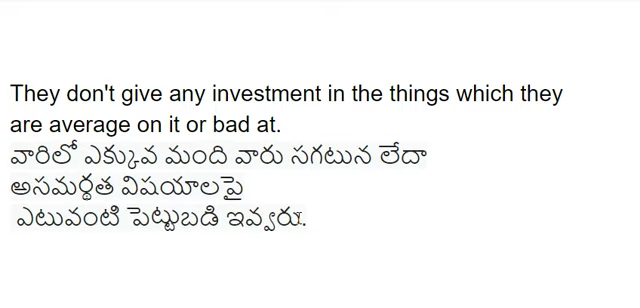 They don't give any investment in the things which they
are average on it or bad at.
వారిలో ఎక్కువ మంది వారు సగటున లేదా
అసమర్థత విషయాలపై
ఎటువంటి పెట్టుబడి ఇవ్వరు.